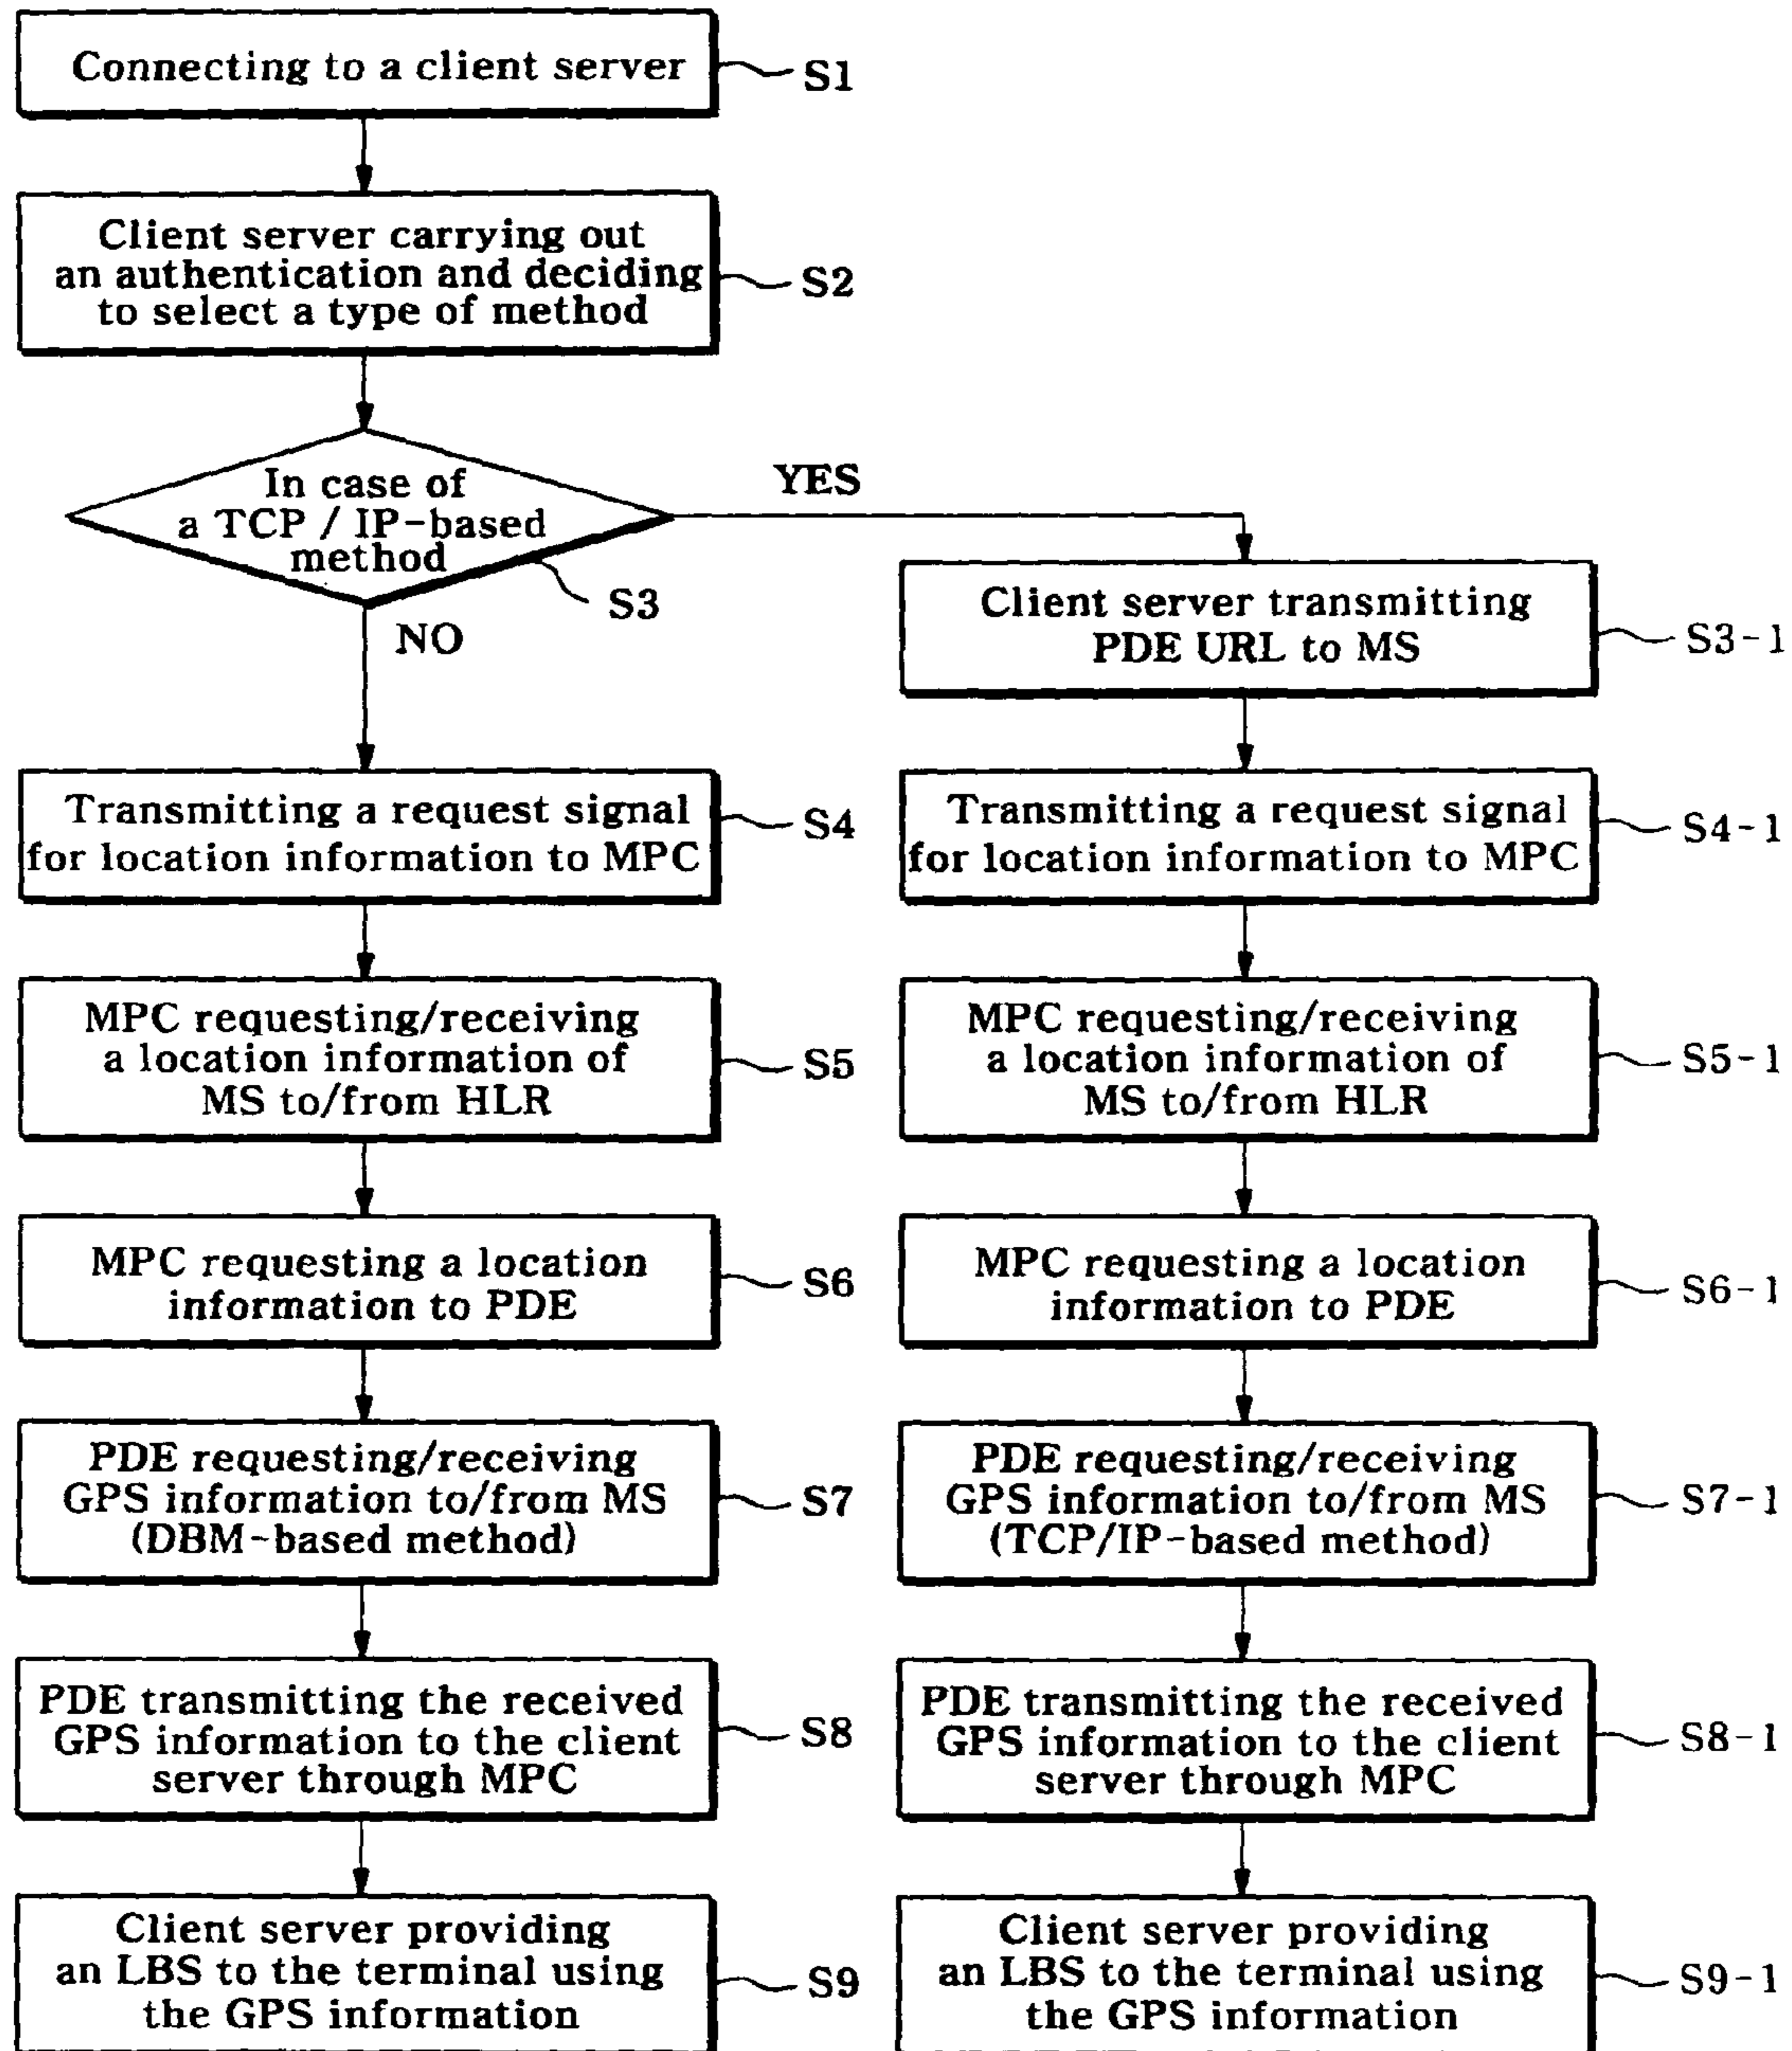 Connecting to a client server
S1
Client server carrying out
an authentication and deciding
to select a type of method
S2
In case of
a TCP / IP-based
method
S3
YES
NO
Client server transmitting
PDE URL to MS
S3-1
Transmitting a request signal
for location information to MPC
S4
Transmitting a request signal
for location information to MPC
S4-1
MPC requesting/receiving
a location information of
MS to/from HLR
S5
MPC requesting/receiving
a location information of
MS to/from HLR
S5-1
MPC requesting a location
information to PDE
S6
MPC requesting a location
information to PDE
S6-1
PDE requesting/receiving
GPS information to/from MS
(DBM-based method)
S7
PDE requesting/receiving
GPS information to/from MS
(TCP/IP-based method)
S7-1
PDE transmitting the received
GPS information to the client
server through MPC
S8
PDE transmitting the received
GPS information to the client
server through MPC
S8-1
Client server providing
an LBS to the terminal using
the GPS information
S9
Client server providing
an LBS to the terminal using
the GPS information
S9-1